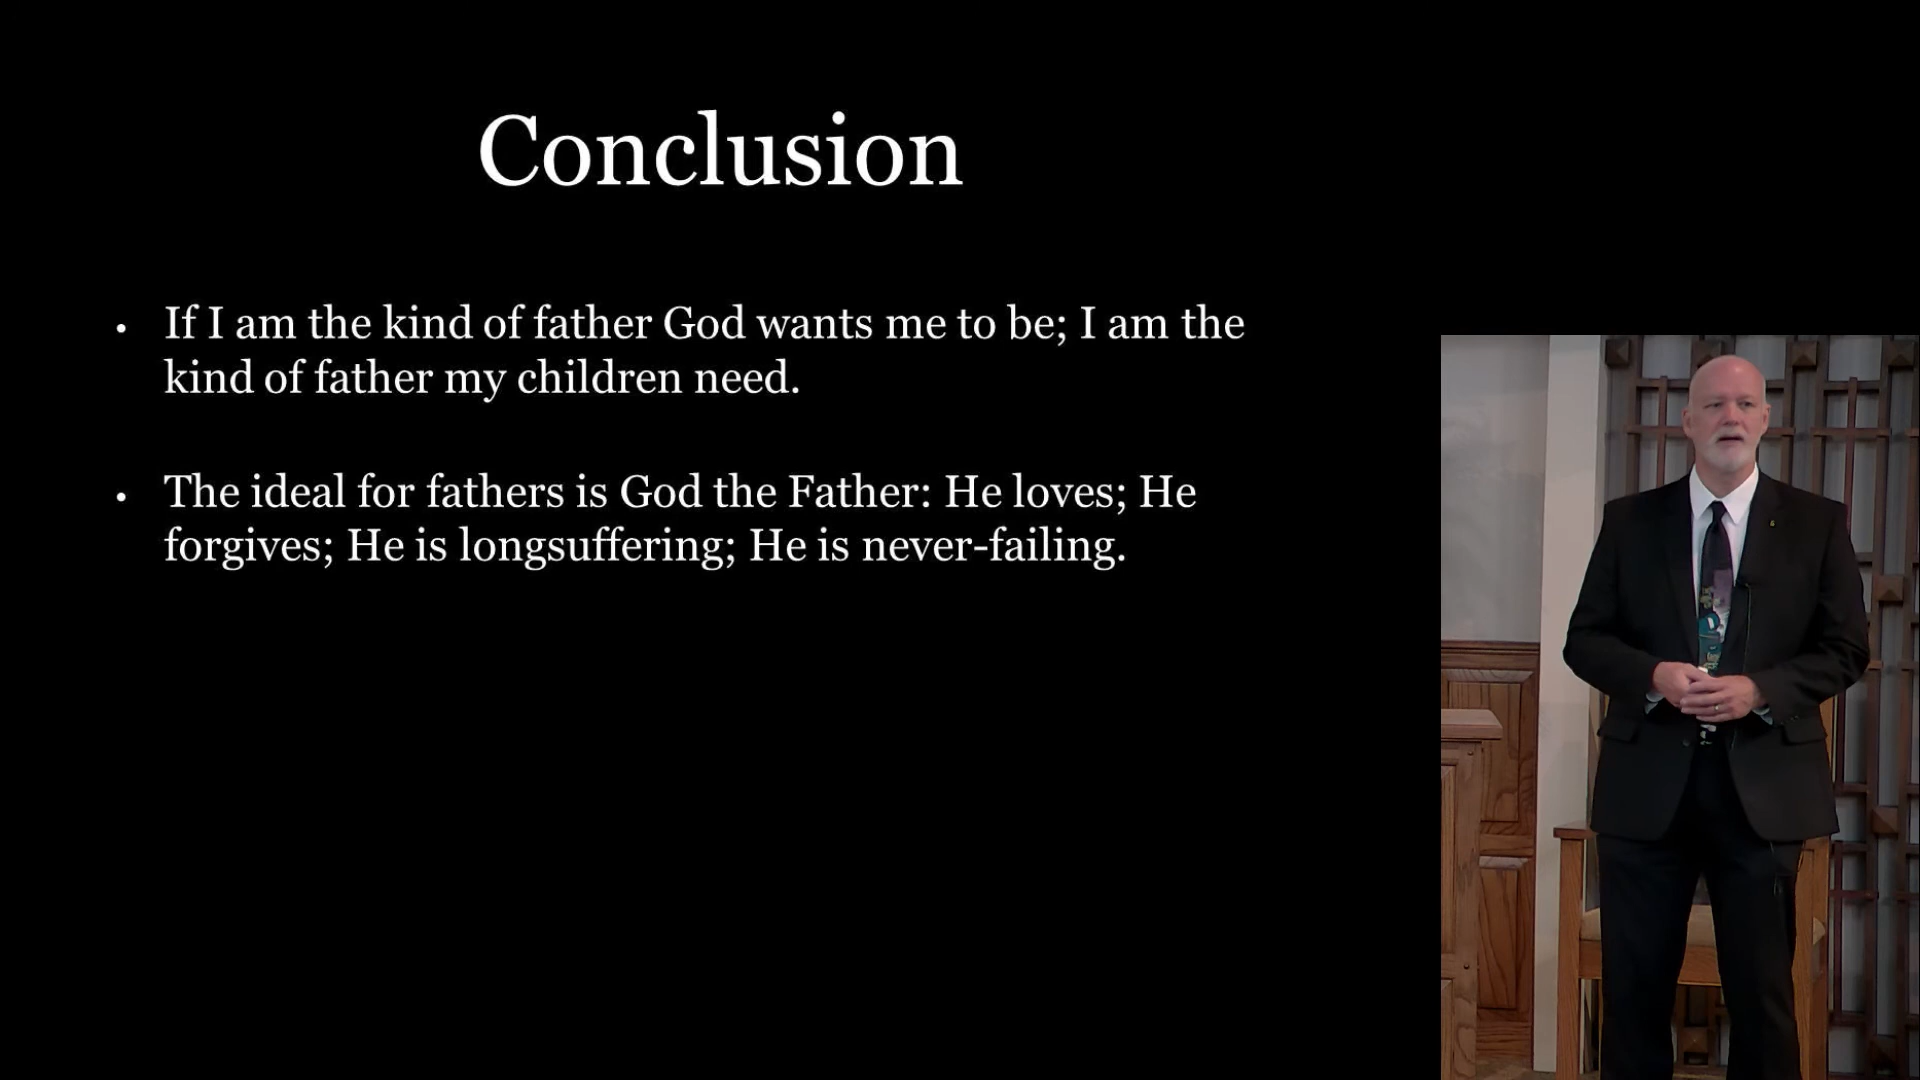 Conclusion
• If I am the kind of father God wants me to be; I am the
kind of father my children need.
• The ideal for fathers is God the Father: He loves; He
forgives; He is longsuffering; He is never-failing.